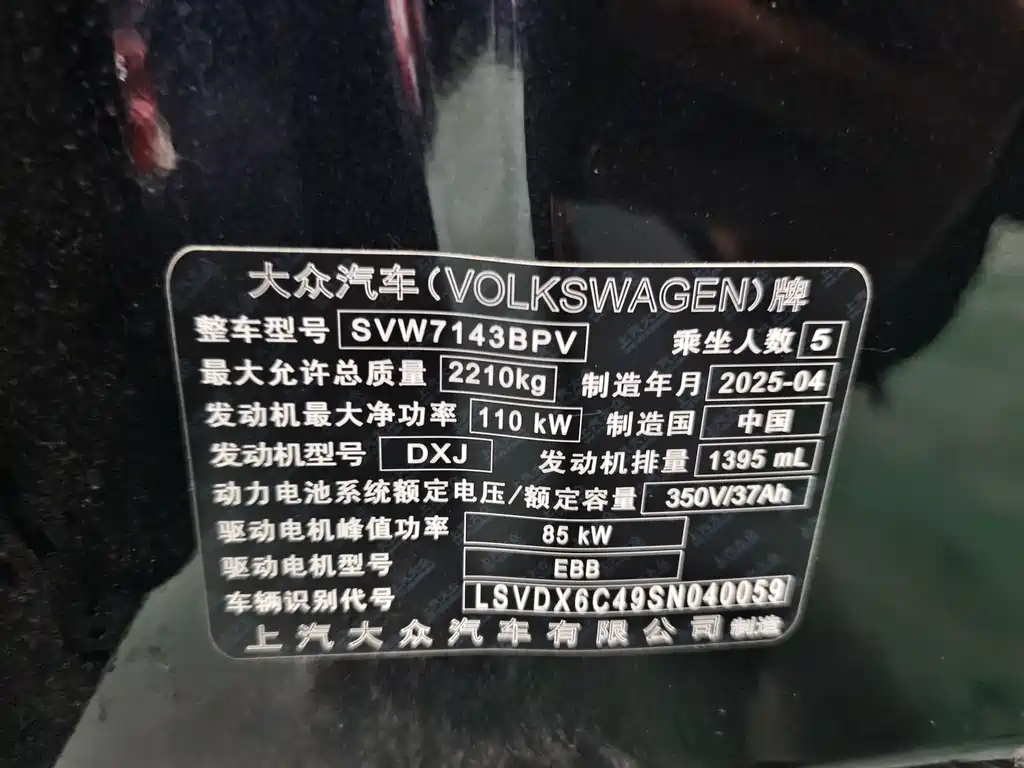 大众汽车(VOLKSWAGEN)牌
整车型号 SVW7143BPV 乘坐人数 5
最大允许总质量 2210kg 制造年月 2025-04
发动机最大净功率 110 kW 制造国 中国
发动机型号 DXJ 发动机排量 1395 mL
动力电池系统额定电压/额定容量 350V/37Ah
驱动电机峰值功率 85 kW
驱动电机型号 EBB
车辆识别代号 LSVDX6C49SN040059
上汽大众汽车有限公司制造